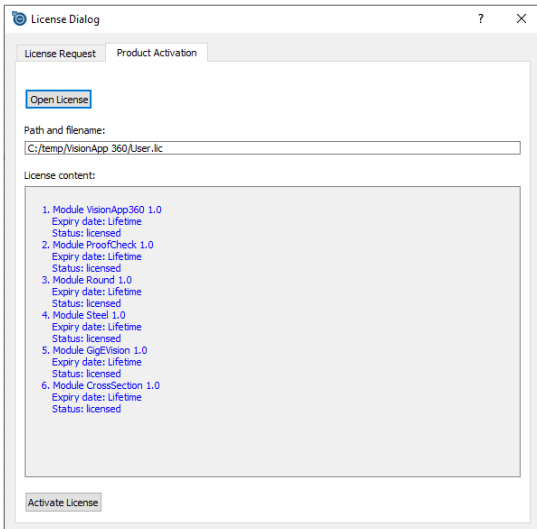 License Dialog
?
License Request
Product Activation
Open License
Path and filename:
C:/temp/VisionApp 360/User.lic
License content:
1. Module VisionApp360 1.0
Expiry date: Lifetime
Status: licensed
2. Module ProofCheck 1.0
Expiry date: Lifetime
Status: licensed
3. Module Round 1.0
Expiry date: Lifetime
Status: licensed
4. Module Steel 1.0
Expiry date: Lifetime
Status: licensed
5. Module GigEVision 1.0
Expiry date: Lifetime
Status: licensed
6. Module CrossSection 1.0
Expiry date: Lifetime
Status: licensed
Activate License